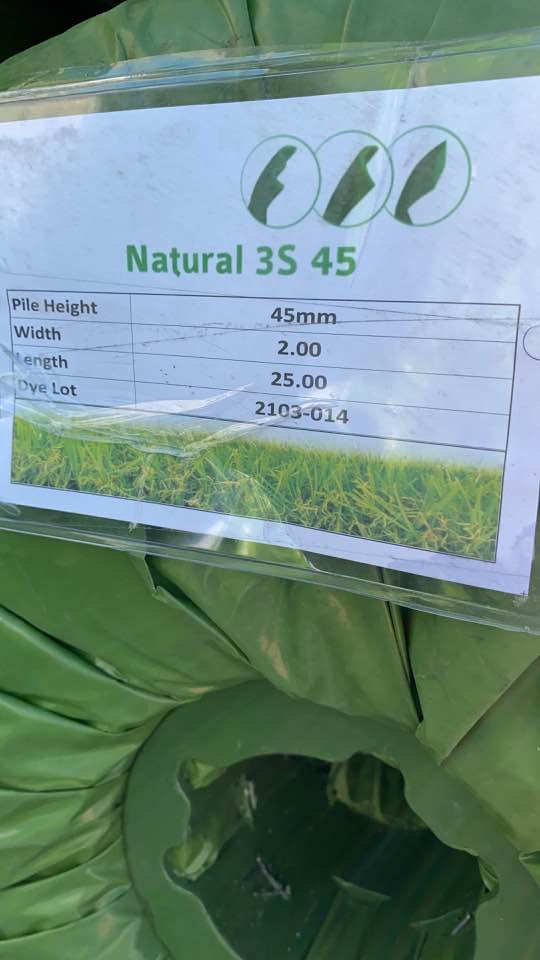 Natural 3S 45
Pile Height 45mm
Width 2.00
Length 25.00
Dye Lot 2103-014